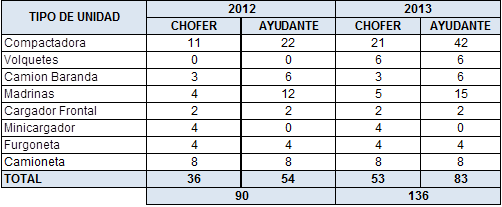 TIPO DE UNIDAD 2012 2013
CHOFER AYUDANTE CHOFER AYUDANTE
Compactadora 11 22 21 42
Volquetes 0 0 6 6
Camion Baranda 3 6 3 6
Madrinas 4 12 5 15
Cargador Frontal 2 2 2 2
Minicargador 4 0 4 0
Furgoneta 4 4 4 4
Camioneta 8 8 8 8
TOTAL 36 54 53 83
90 136